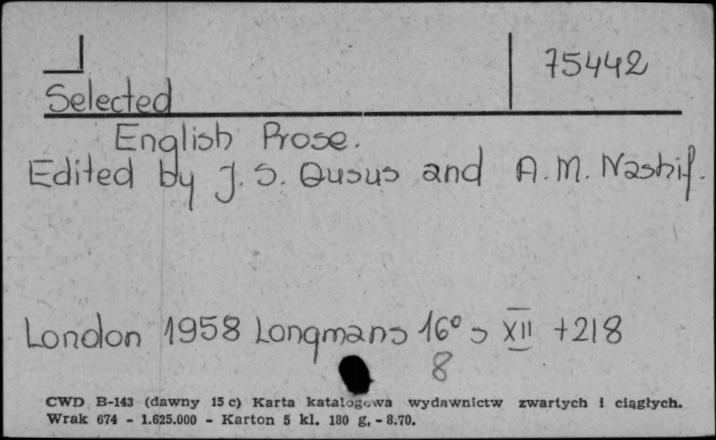 75442
Selected
English Prose.
Edited by J. S. Qusus and A. M. Nashif.
London 1958 Longmans 16° s XII +218
8
CWD B-143 (dawny 15 c) Karta katalogowa wydawnictw zwartych i ciągłych.
Wrak 674 - 1.625.000 - Karton 5 kl. 180 g, - 8.70.